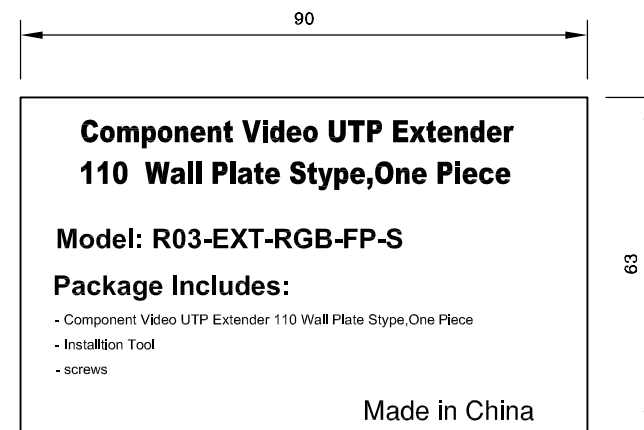 90
Component Video UTP Extender
110 Wall Plate Stype,One Piece
Model: R03-EXT-RGB-FP-S
63
Package Includes:
- Component Video UTP Extender 110 Wall Plate Stype,One Piece
- Installtion Tool
- screws
Made in China